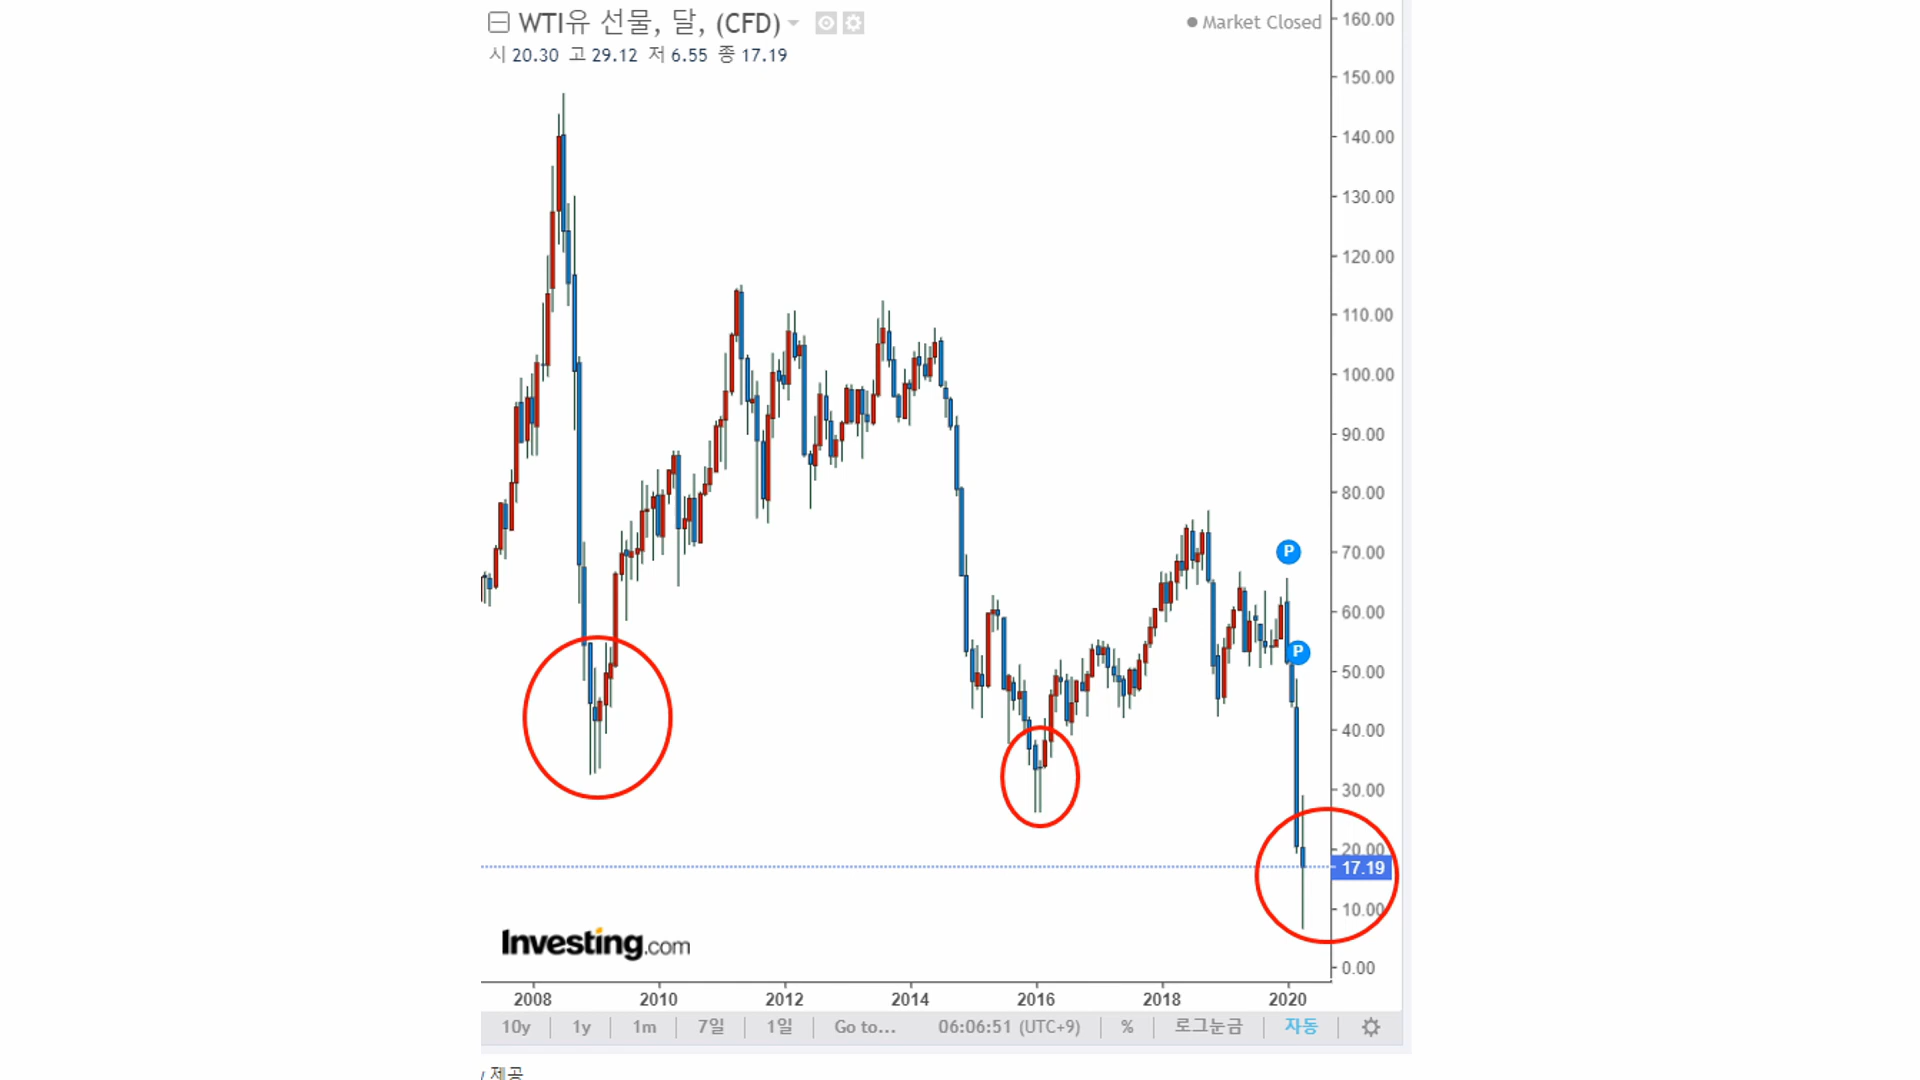 WTI유 선물, 달, (CFD)
Market Closed
시 20.30 고 29.12 저 6.55 종 17.19
160.00
150.00
140.00
130.00
120.00
110.00
100.00
90.00
80.00
70.00
60.00
50.00
40.00
30.00
20.00
17.19
10.00
0.00
P
P
Investing.com
2008 2010 2012 2014 2016 2018 2020
10y 1y 1m 7일 1일 Go to... 06:06:51 (UTC+9) % 로그눈금 자동
제공